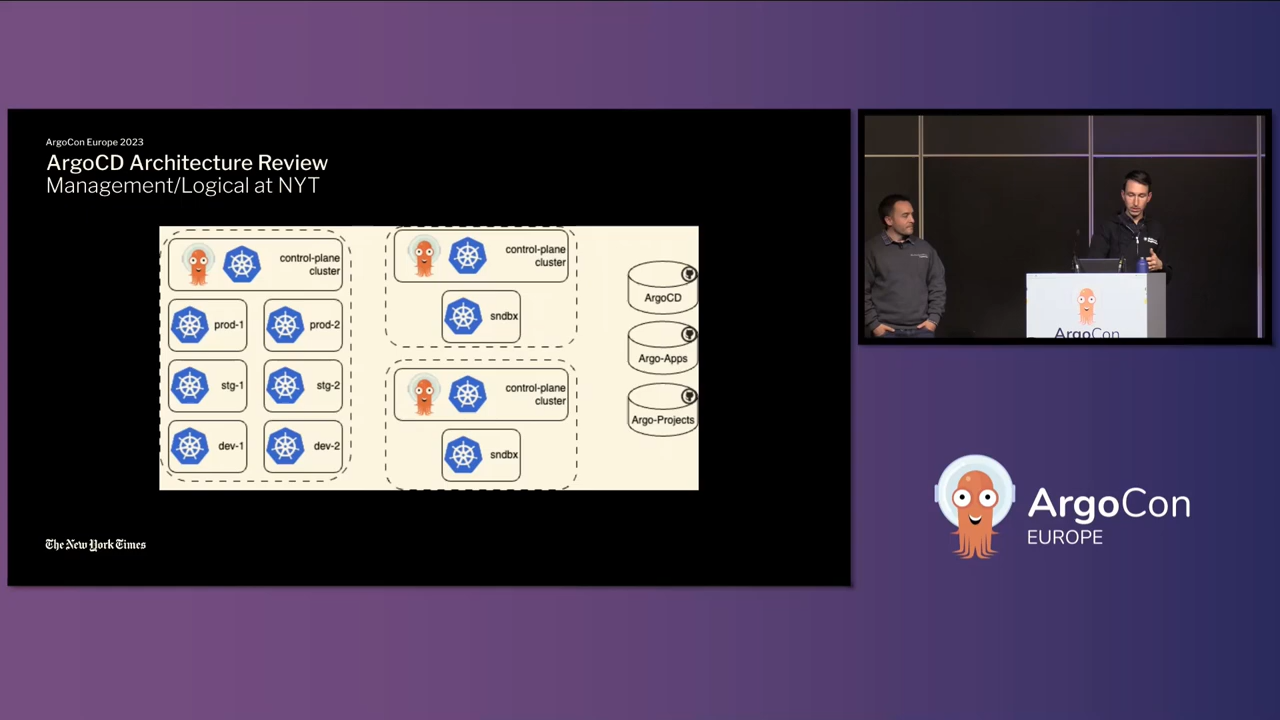 ArgoCon Europe 2023
ArgoCD Architecture Review
Management/Logical at NYT
control-plane
cluster
prod-1
prod-2
stg-1
stg-2
dev-1
dev-2
control-plane
cluster
sndbx
control-plane
cluster
sndbx
ArgoCD
Argo-Apps
Argo-Projects
The New York Times
ArgoCon
ArgoCon
EUROPE